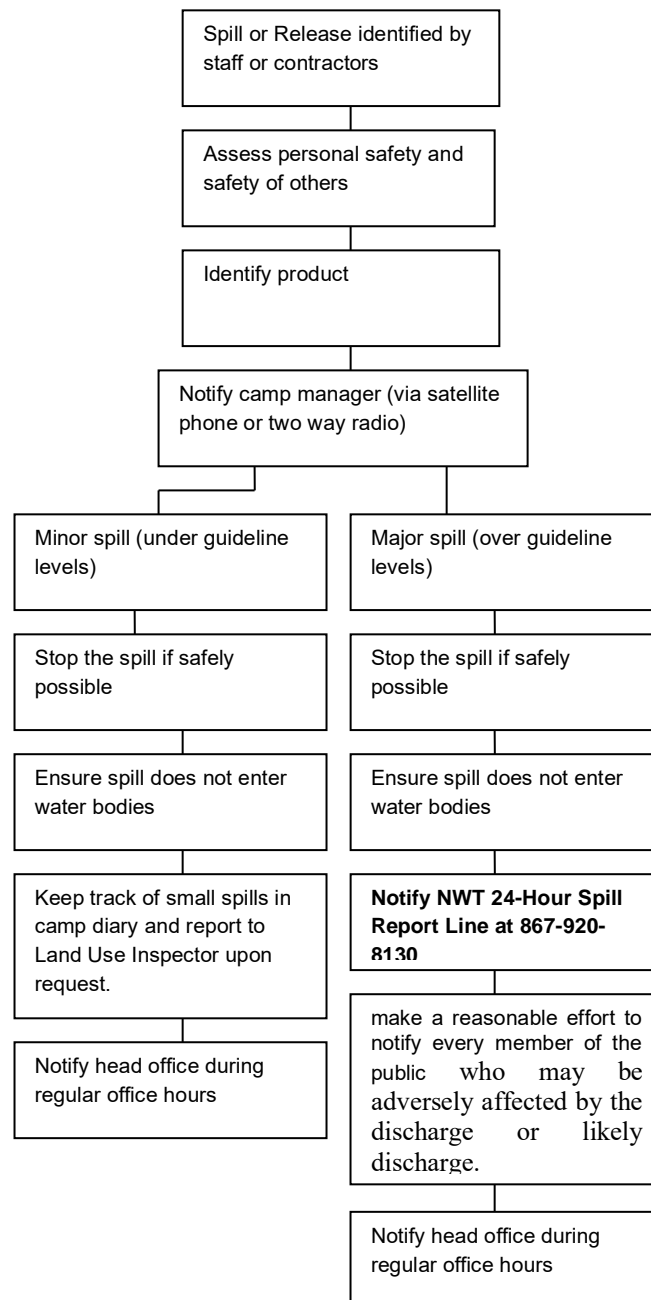 Spill or Release identified by
staff or contractors
Assess personal safety and
safety of others
Identify product
Notify camp manager (via satellite
phone or two way radio)
Minor spill (under guideline
levels)
Stop the spill if safely
possible
Ensure spill does not enter
water bodies
Keep track of small spills in
camp diary and report to
Land Use Inspector upon
request.
Notify head office during
regular office hours
Major spill (over guideline
levels)
Stop the spill if safely
possible
Ensure spill does not enter
water bodies
Notify NWT 24-Hour Spill
Report Line at 867-920-
8130
make a reasonable effort to
notify every member of the
public who may be
adversely affected by the
discharge or likely
discharge.
Notify head office during
regular office hours